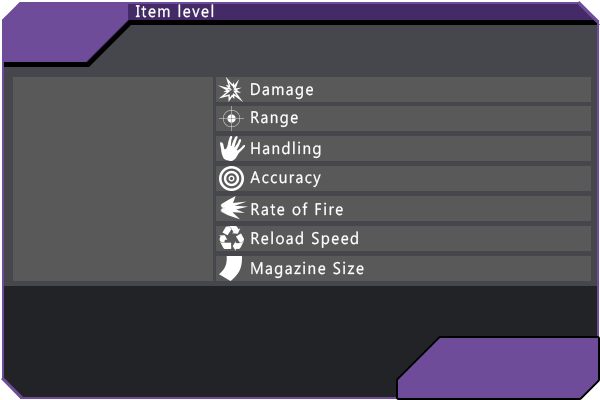 Item level
Damage
Range
Handling
Accuracy
Rate of Fire
Reload Speed
Magazine Size